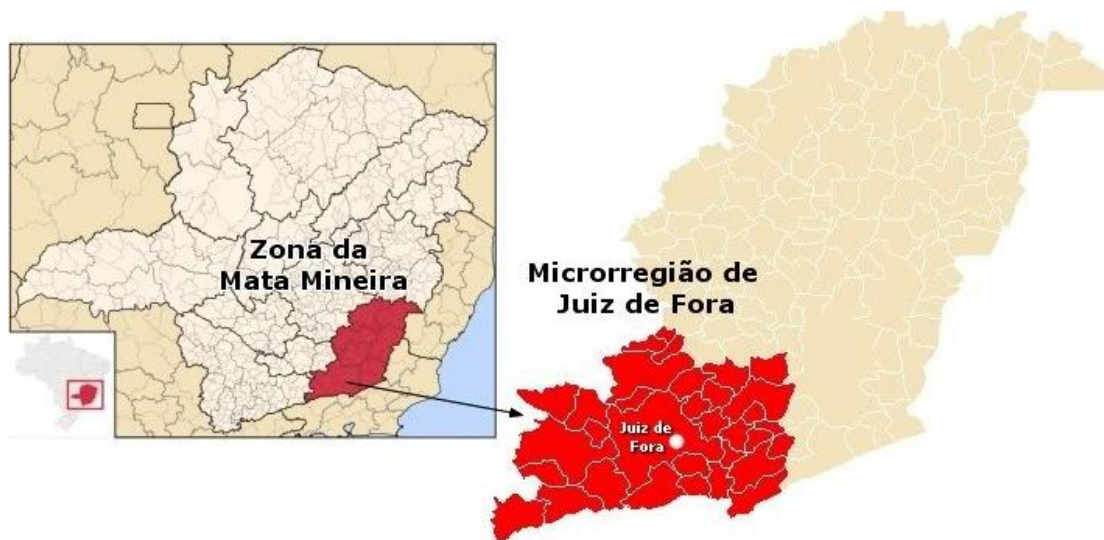 Zona da
Mata Mineira
Microrregião de
Juiz de Fora
Juiz de
Fora